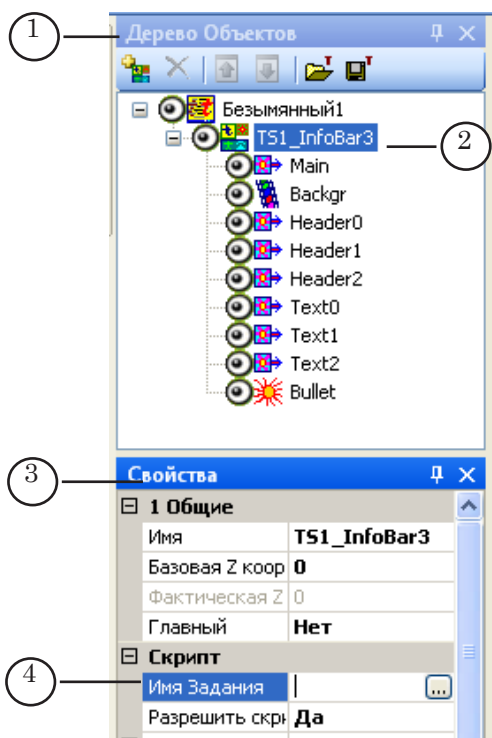 1
Дерево Объектов
Безымянный1
TS1_InfoBar3
2
Main
Backgr
Header0
Header1
Header2
Text0
Text1
Text2
Bullet
3
Свойства
1 Общие
Имя TS1_InfoBar3
Базовая Z коор 0
Фактическая Z 0
Главный Нет
Скрипт
4
Имя Задания ...
Разрешить скри Да